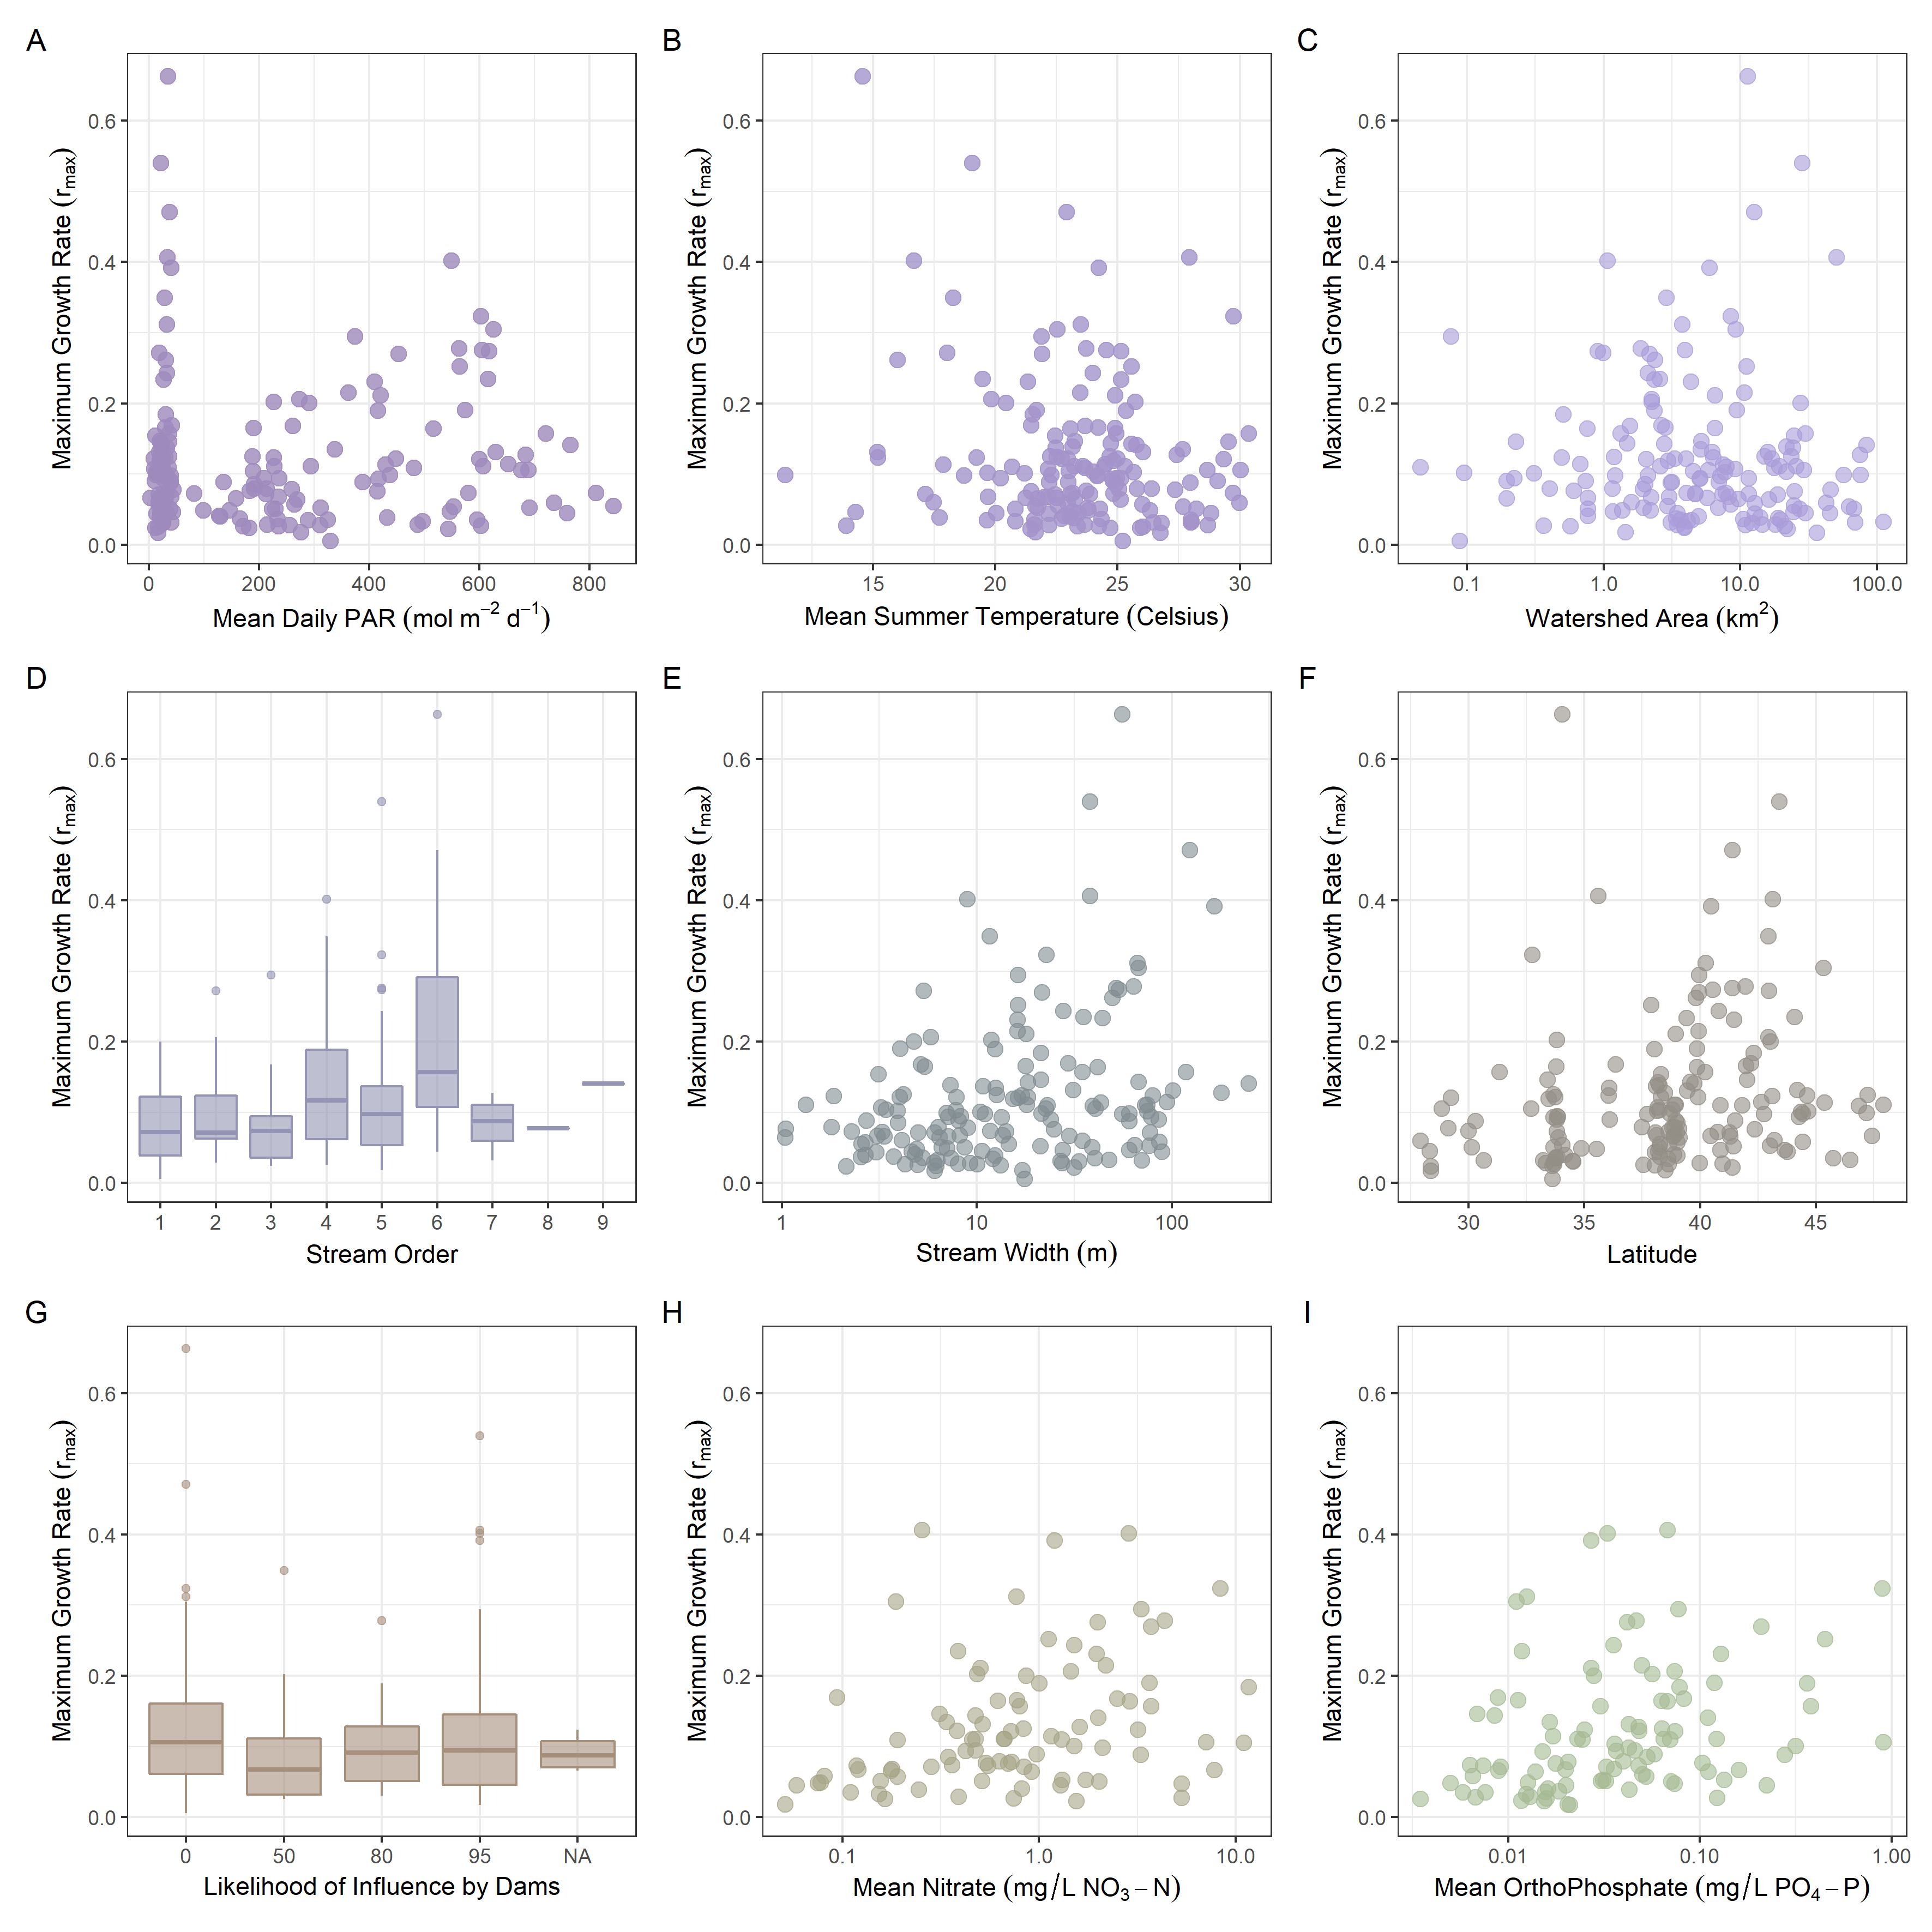 A
B
C
Maximum Growth Rate (rmax)
0.6
0.4
0.2
0.0
0 200 400 600 800
Mean Daily PAR (mol m−2 d−1)
Maximum Growth Rate (rmax)
0.6
0.4
0.2
0.0
15 20 25 30
Mean Summer Temperature (Celsius)
Maximum Growth Rate (rmax)
0.6
0.4
0.2
0.0
0.1 1.0 10.0 100.0
Watershed Area (km2)
D
E
F
Maximum Growth Rate (rmax)
0.6
0.4
0.2
0.0
1 2 3 4 5 6 7 8 9
Stream Order
Maximum Growth Rate (rmax)
0.6
0.4
0.2
0.0
1 10 100
Stream Width (m)
Maximum Growth Rate (rmax)
0.6
0.4
0.2
0.0
30 35 40 45
Latitude
G
H
I
Maximum Growth Rate (rmax)
0.6
0.4
0.2
0.0
0 50 80 95 NA
Likelihood of Influence by Dams
Maximum Growth Rate (rmax)
0.6
0.4
0.2
0.0
0.1 1.0 10.0
Mean Nitrate (mg/L NO3−N)
Maximum Growth Rate (rmax)
0.6
0.4
0.2
0.0
0.01 0.10 1.00
Mean OrthoPhosphate (mg/L PO4−P)